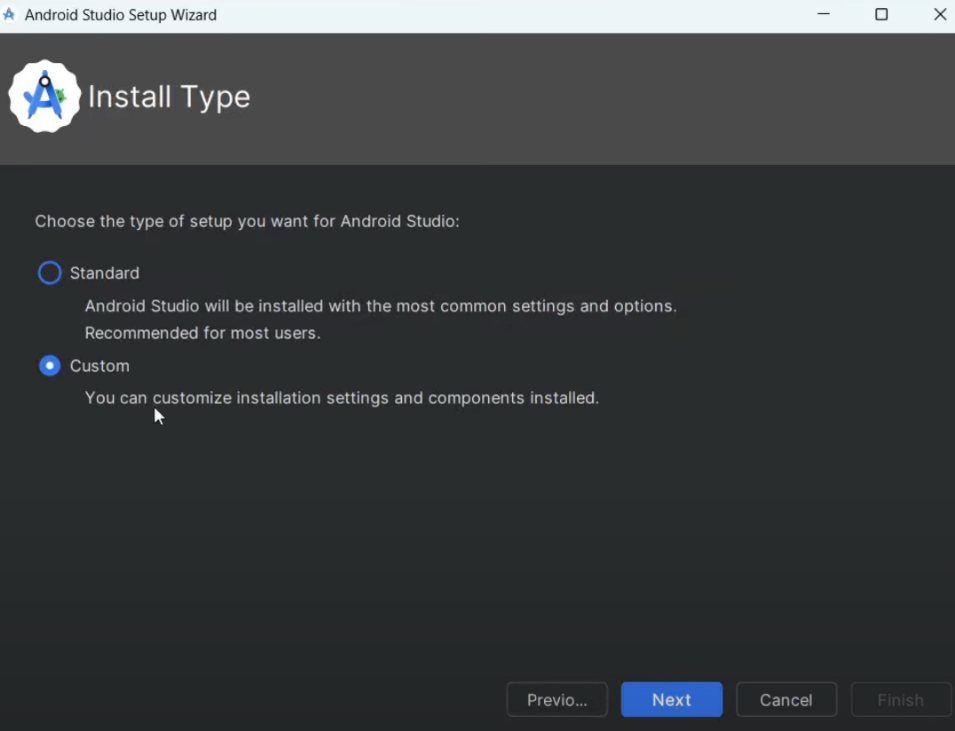 Android Studio Setup Wizard
Install Type
Choose the type of setup you want for Android Studio:
Standard
Android Studio will be installed with the most common settings and options.
Recommended for most users.
Custom
You can customize installation settings and components installed.
Previo... Next Cancel Finish